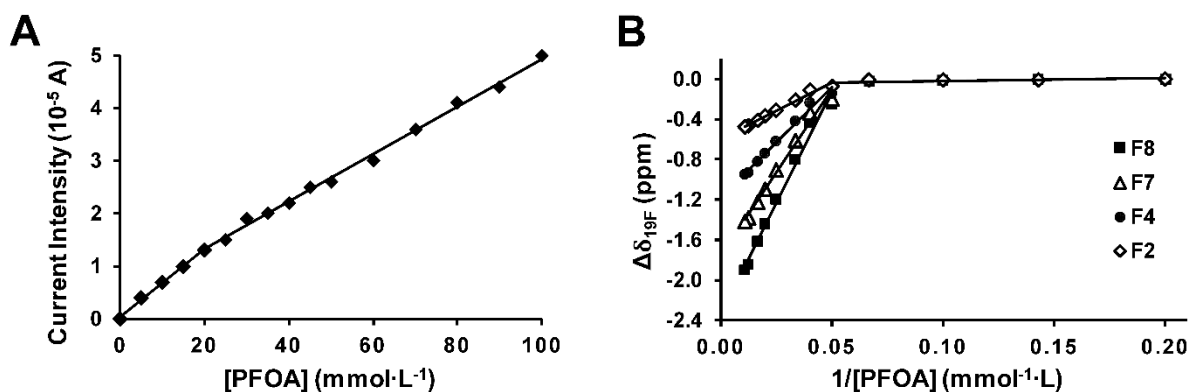 A
Current Intensity (10⁻⁵ A)
5
4
3
2
1
0
0 20 40 60 80 100
[PFOA] (mmol·L⁻¹)
B
Δδ₁₉F (ppm)
0.0
-0.4
-0.8
-1.2
-1.6
-2.0
-2.4
F8
F7
F4
F2
0.00 0.05 0.10 0.15 0.20
1/[PFOA] (mmol⁻¹·L)